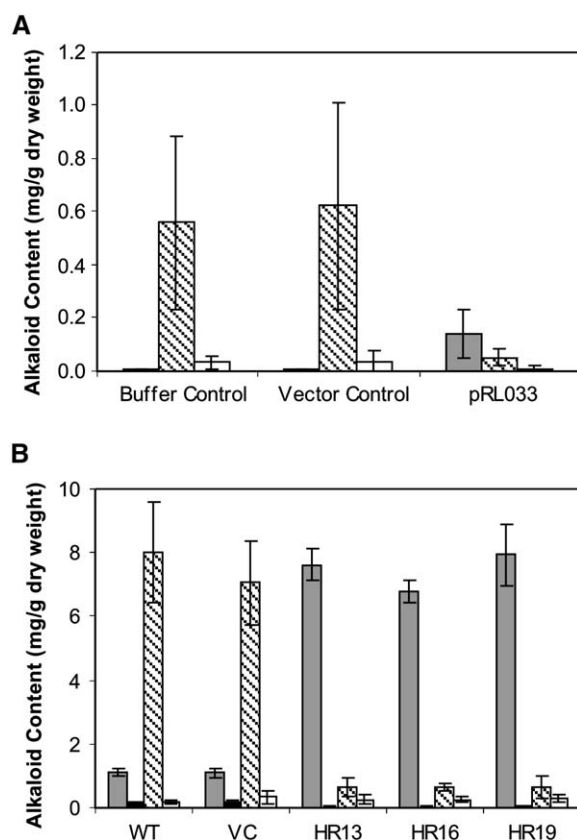 A
Alkaloid Content (mg/g dry weight)
1.2
1.0
0.8
0.6
0.4
0.2
0.0
Buffer Control Vector Control pRL033
B
Alkaloid Content (mg/g dry weight)
10
8
6
4
2
0
WT VC HR13 HR16 HR19